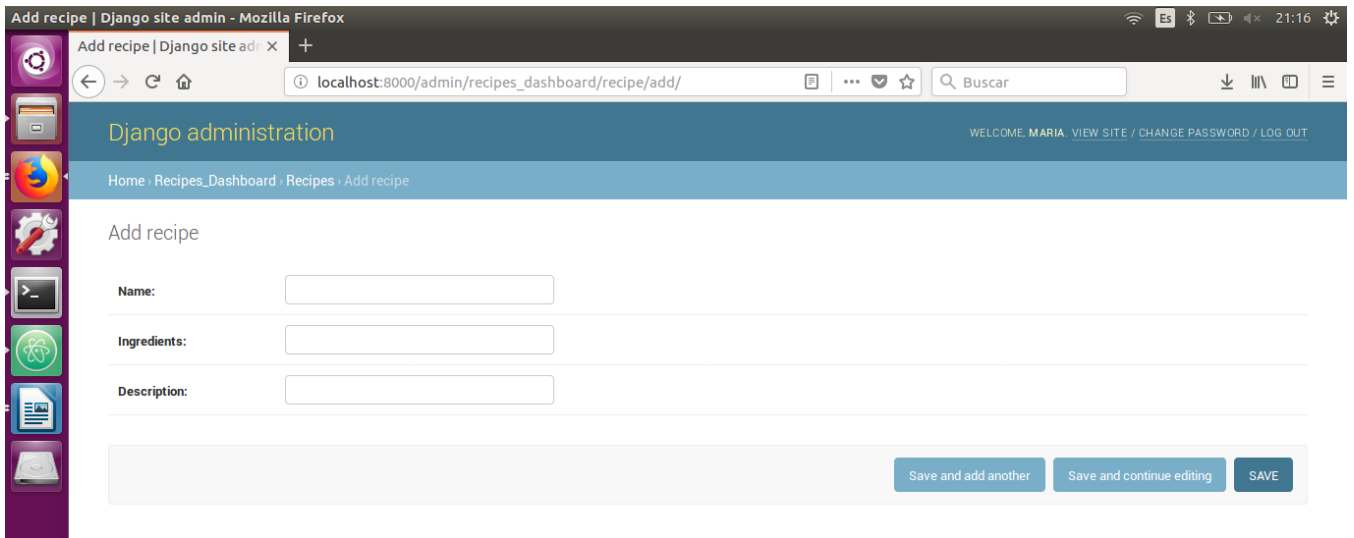 Add recipe | Django site admin - Mozilla Firefox Es 21:16
Add recipe | Django site adn
localhost:8000/admin/recipes_dashboard/recipe/add/ Buscar
Django administration WELCOME, MARIA. VIEW SITE / CHANGE PASSWORD / LOG OUT
Home › Recipes_Dashboard › Recipes › Add recipe
Add recipe
Name:
Ingredients:
Description:
Save and add another Save and continue editing SAVE